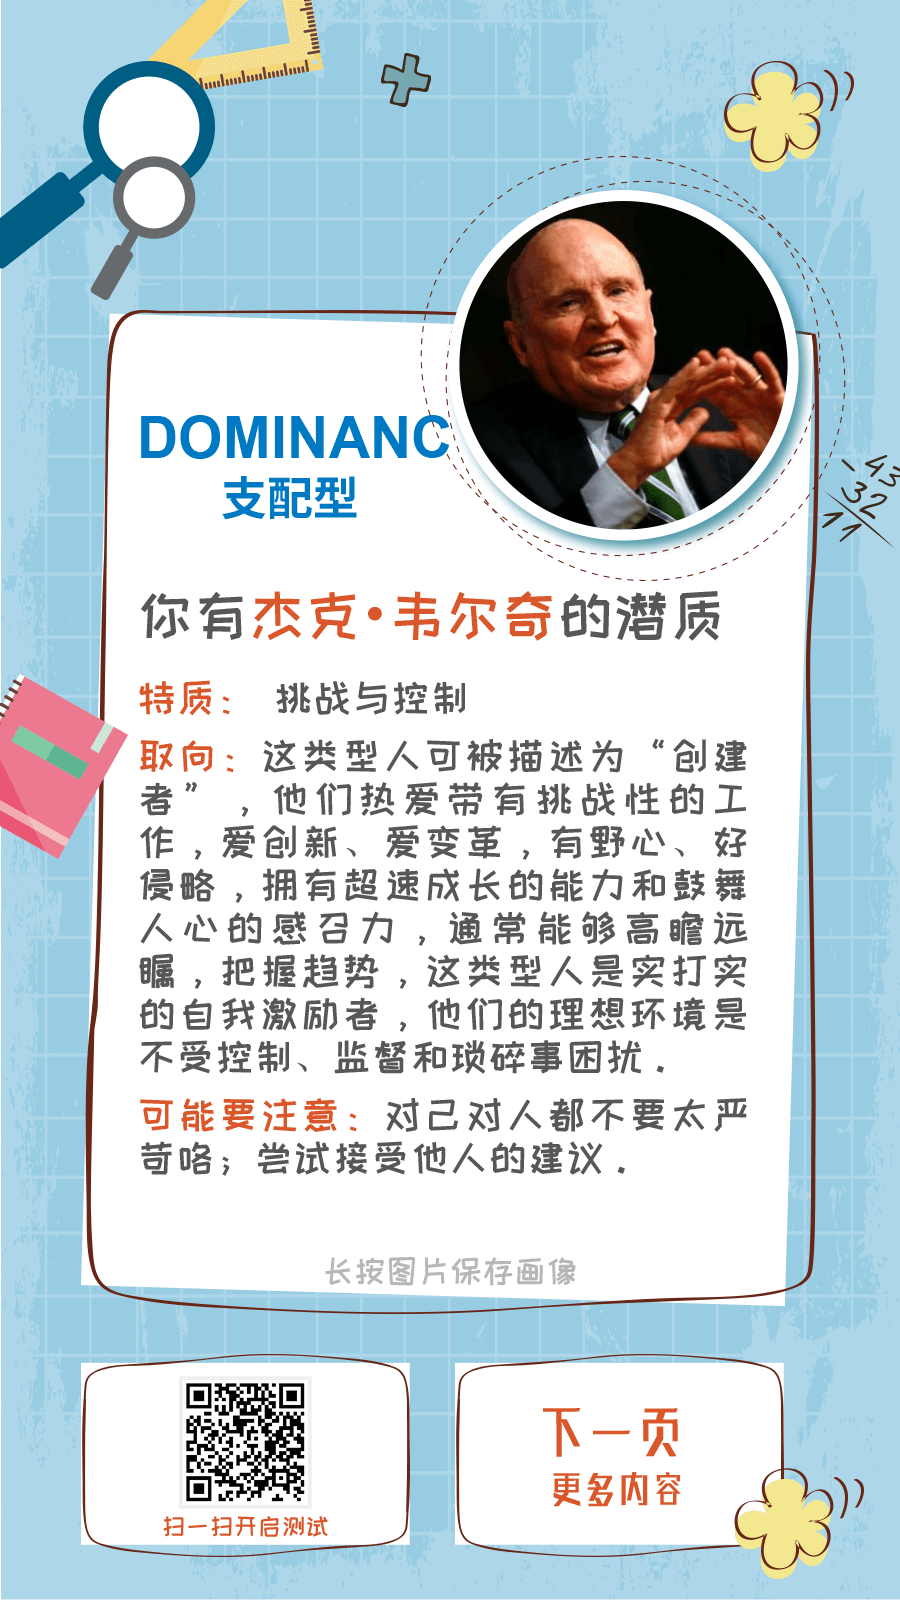 DOMINANC
支配型
-43
32
11
你有杰克·韦尔奇的潜质
特质： 挑战与控制
取向：这类型人可被描述为“创建
者”，他们热爱带有挑战性的工
作，爱创新、爱变革，有野心、好
侵略，拥有超速成长的能力和鼓舞
人心的感召力，通常能够高瞻远
瞩，把握趋势，这类型人是实打实
的自我激励者，他们的理想环境是
不受控制、监督和琐碎事困扰．
可能要注意：对己对人都不要太严
苛咯；尝试接受他人的建议．
长按图片保存画像
扫一扫开启测试
下一页
更多内容